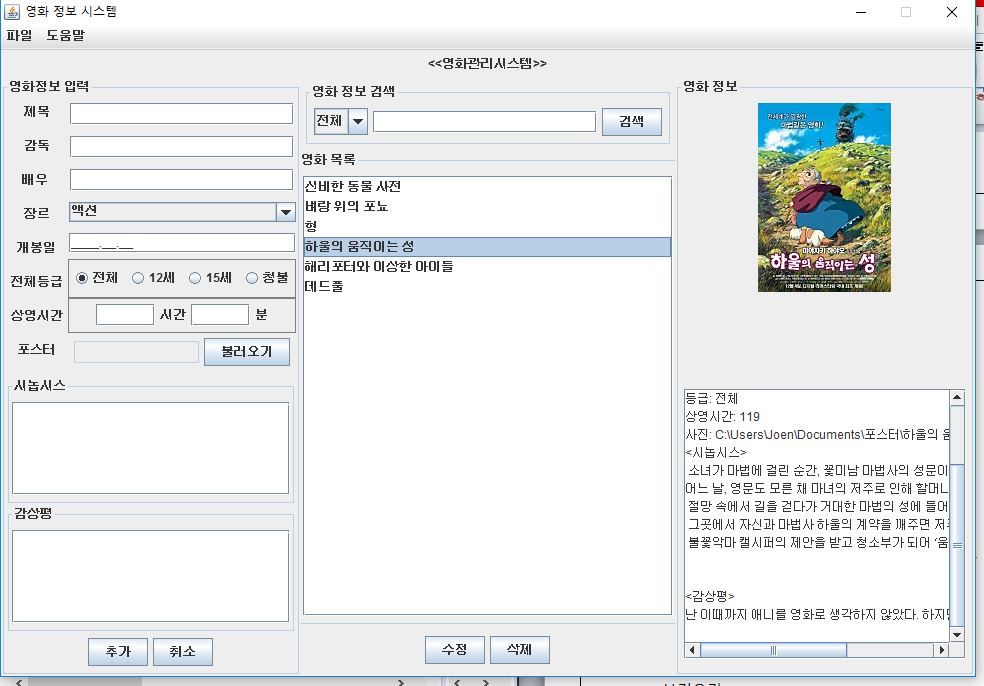 영화 정보 시스템
파일 도움말
<<영화관리시스템>>
영화정보 입력
제목
감독
배우
장르 액션
개봉일 ____.__.__
전체등급 전체 12세 15세 청불
상영시간 시간 분
포스터 불러오기
시놉시스
감상평
추가 취소
영화 정보 검색
전체 검색
영화 목록
신비한 동물 사전
벼랑 위의 포뇨
형
하울의 움직이는 성
해리포터와 이상한 아이들
데드풀
수정 삭제
영화 정보
미야자키 하야오
하울의 움직이는 성
등급: 전체
상영시간: 119
사진: C:\Users\Joen\Documents\포스터\하울의 움
<시놉시스>
소녀가 마법에 걸린 순간, 꽃미남 마법사의 성문이
어느 날, 영문도 모른 채 마녀의 저주로 인해 할머니
절망 속에서 길을 걷다가 거대한 마법의 성에 들어
그곳에서 자신과 마법사 하울의 계약을 깨주면 저주
불꽃악마 캘시퍼의 제안을 받고 청소부가 되어 ‘움
<감상평>
난 이때까지 애니를 영화로 생각하지 않았다. 하지만